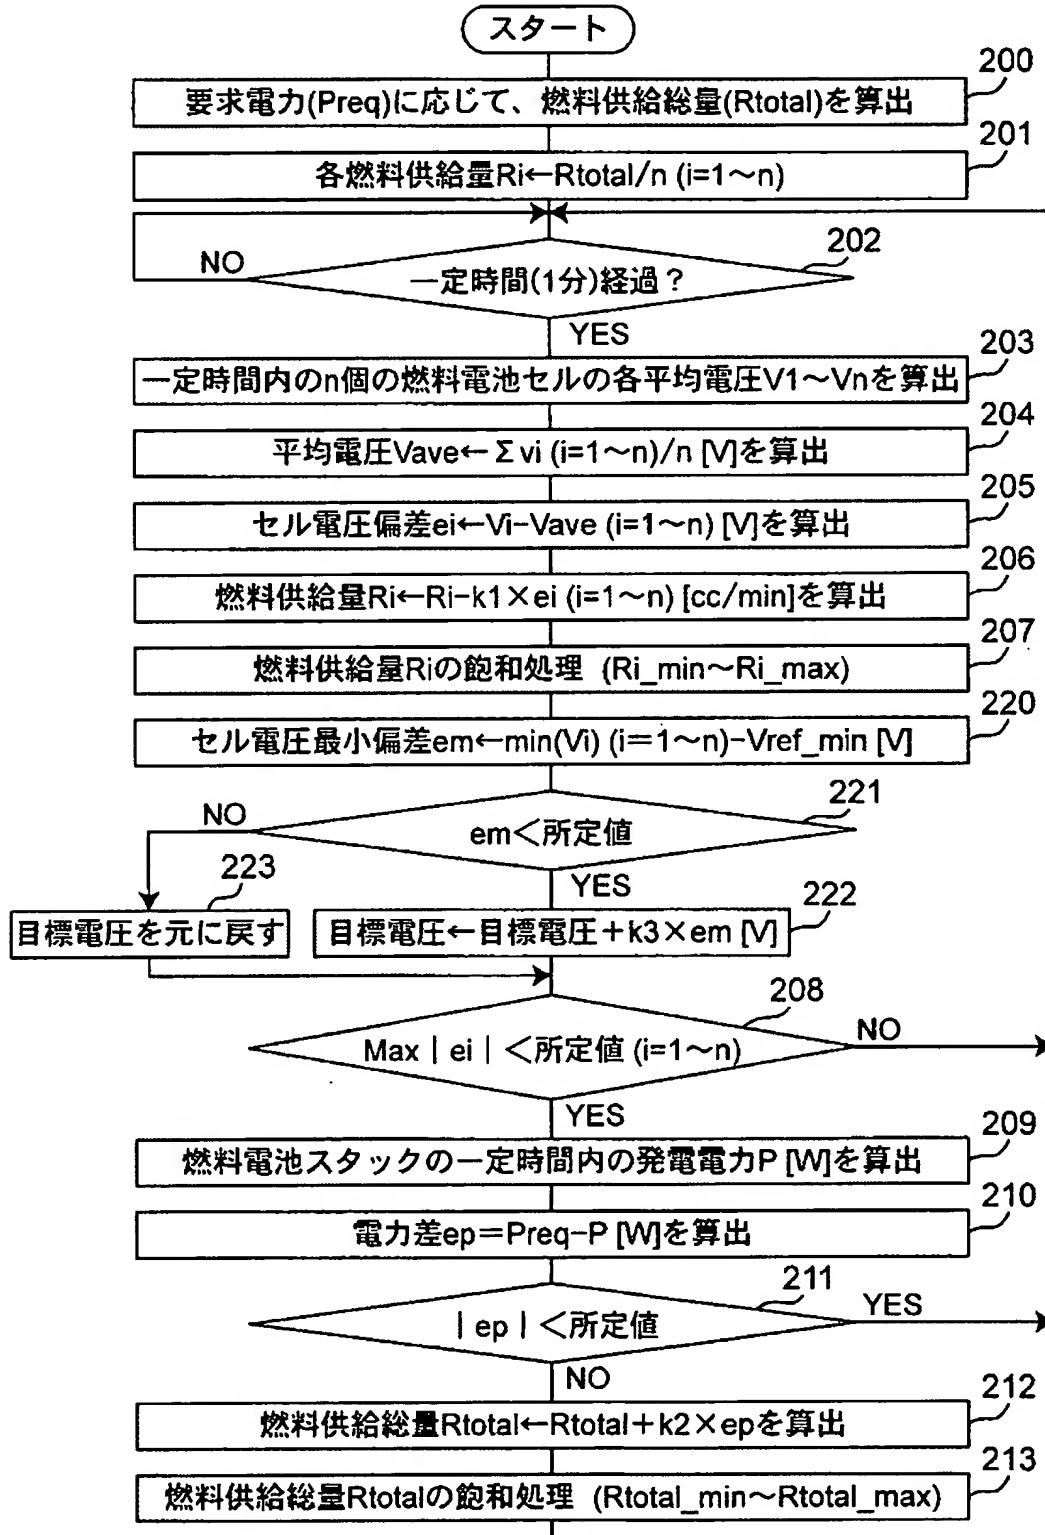 スタート
200
要求電力(Preq)に応じて、燃料供給総量(Rtotal)を算出
201
各燃料供給量Ri←Rtotal/n (i=1～n)
202
NO
一定時間(1分)経過？
YES
203
一定時間内のn個の燃料電池セルの各平均電圧V1～Vnを算出
204
平均電圧Vave←Σvi (i=1～n)/n [V]を算出
205
セル電圧偏差ei←Vi-Vave (i=1～n) [V]を算出
206
燃料供給量Ri←Ri-k1×ei (i=1～n) [cc/min]を算出
207
燃料供給量Riの飽和処理 (Ri_min～Ri_max)
220
セル電圧最小偏差em←min(Vi) (i＝1～n)-Vref_min [V]
221
NO
em＜所定値
YES
223
222
目標電圧を元に戻す
目標電圧←目標電圧＋k3×em [V]
208
Max｜ei｜＜所定値 (i=1～n)
NO
YES
209
燃料電池スタックの一定時間内の発電電力P [W]を算出
210
電力差ep＝Preq-P [W]を算出
211
YES
｜ep｜＜所定値
NO
212
燃料供給総量Rtotal←Rtotal＋k2×epを算出
213
燃料供給総量Rtotalの飽和処理 (Rtotal_min～Rtotal_max)